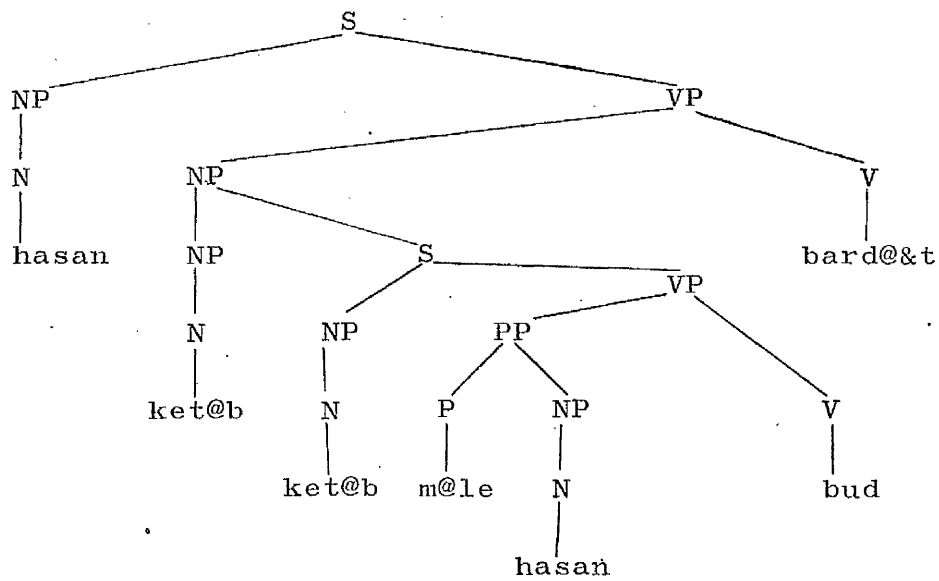 S
NP VP
N NP V
hasan NP S bard@&t
VP
N NP PP
ket@b N P NP V
ket@b m@le N bud
hasan